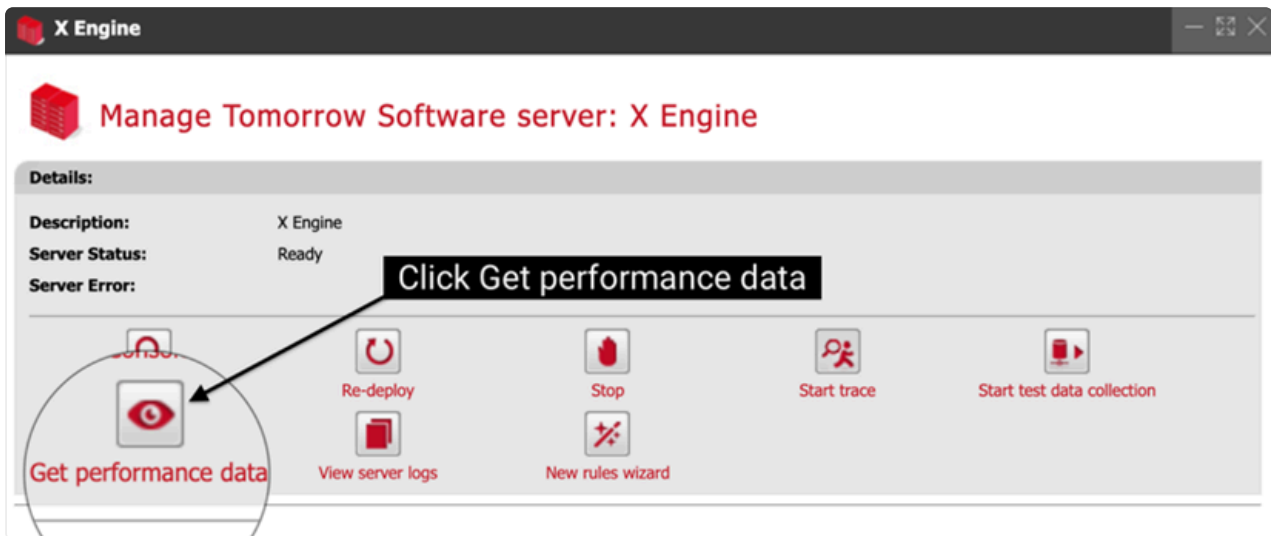 X Engine
Manage Tomorrow Software server: X Engine
Details:
Description: X Engine
Server Status: Ready
Server Error:
Click Get performance data
Re-deploy
Stop
Start trace
Start test data collection
Get performance data
View server logs
New rules wizard